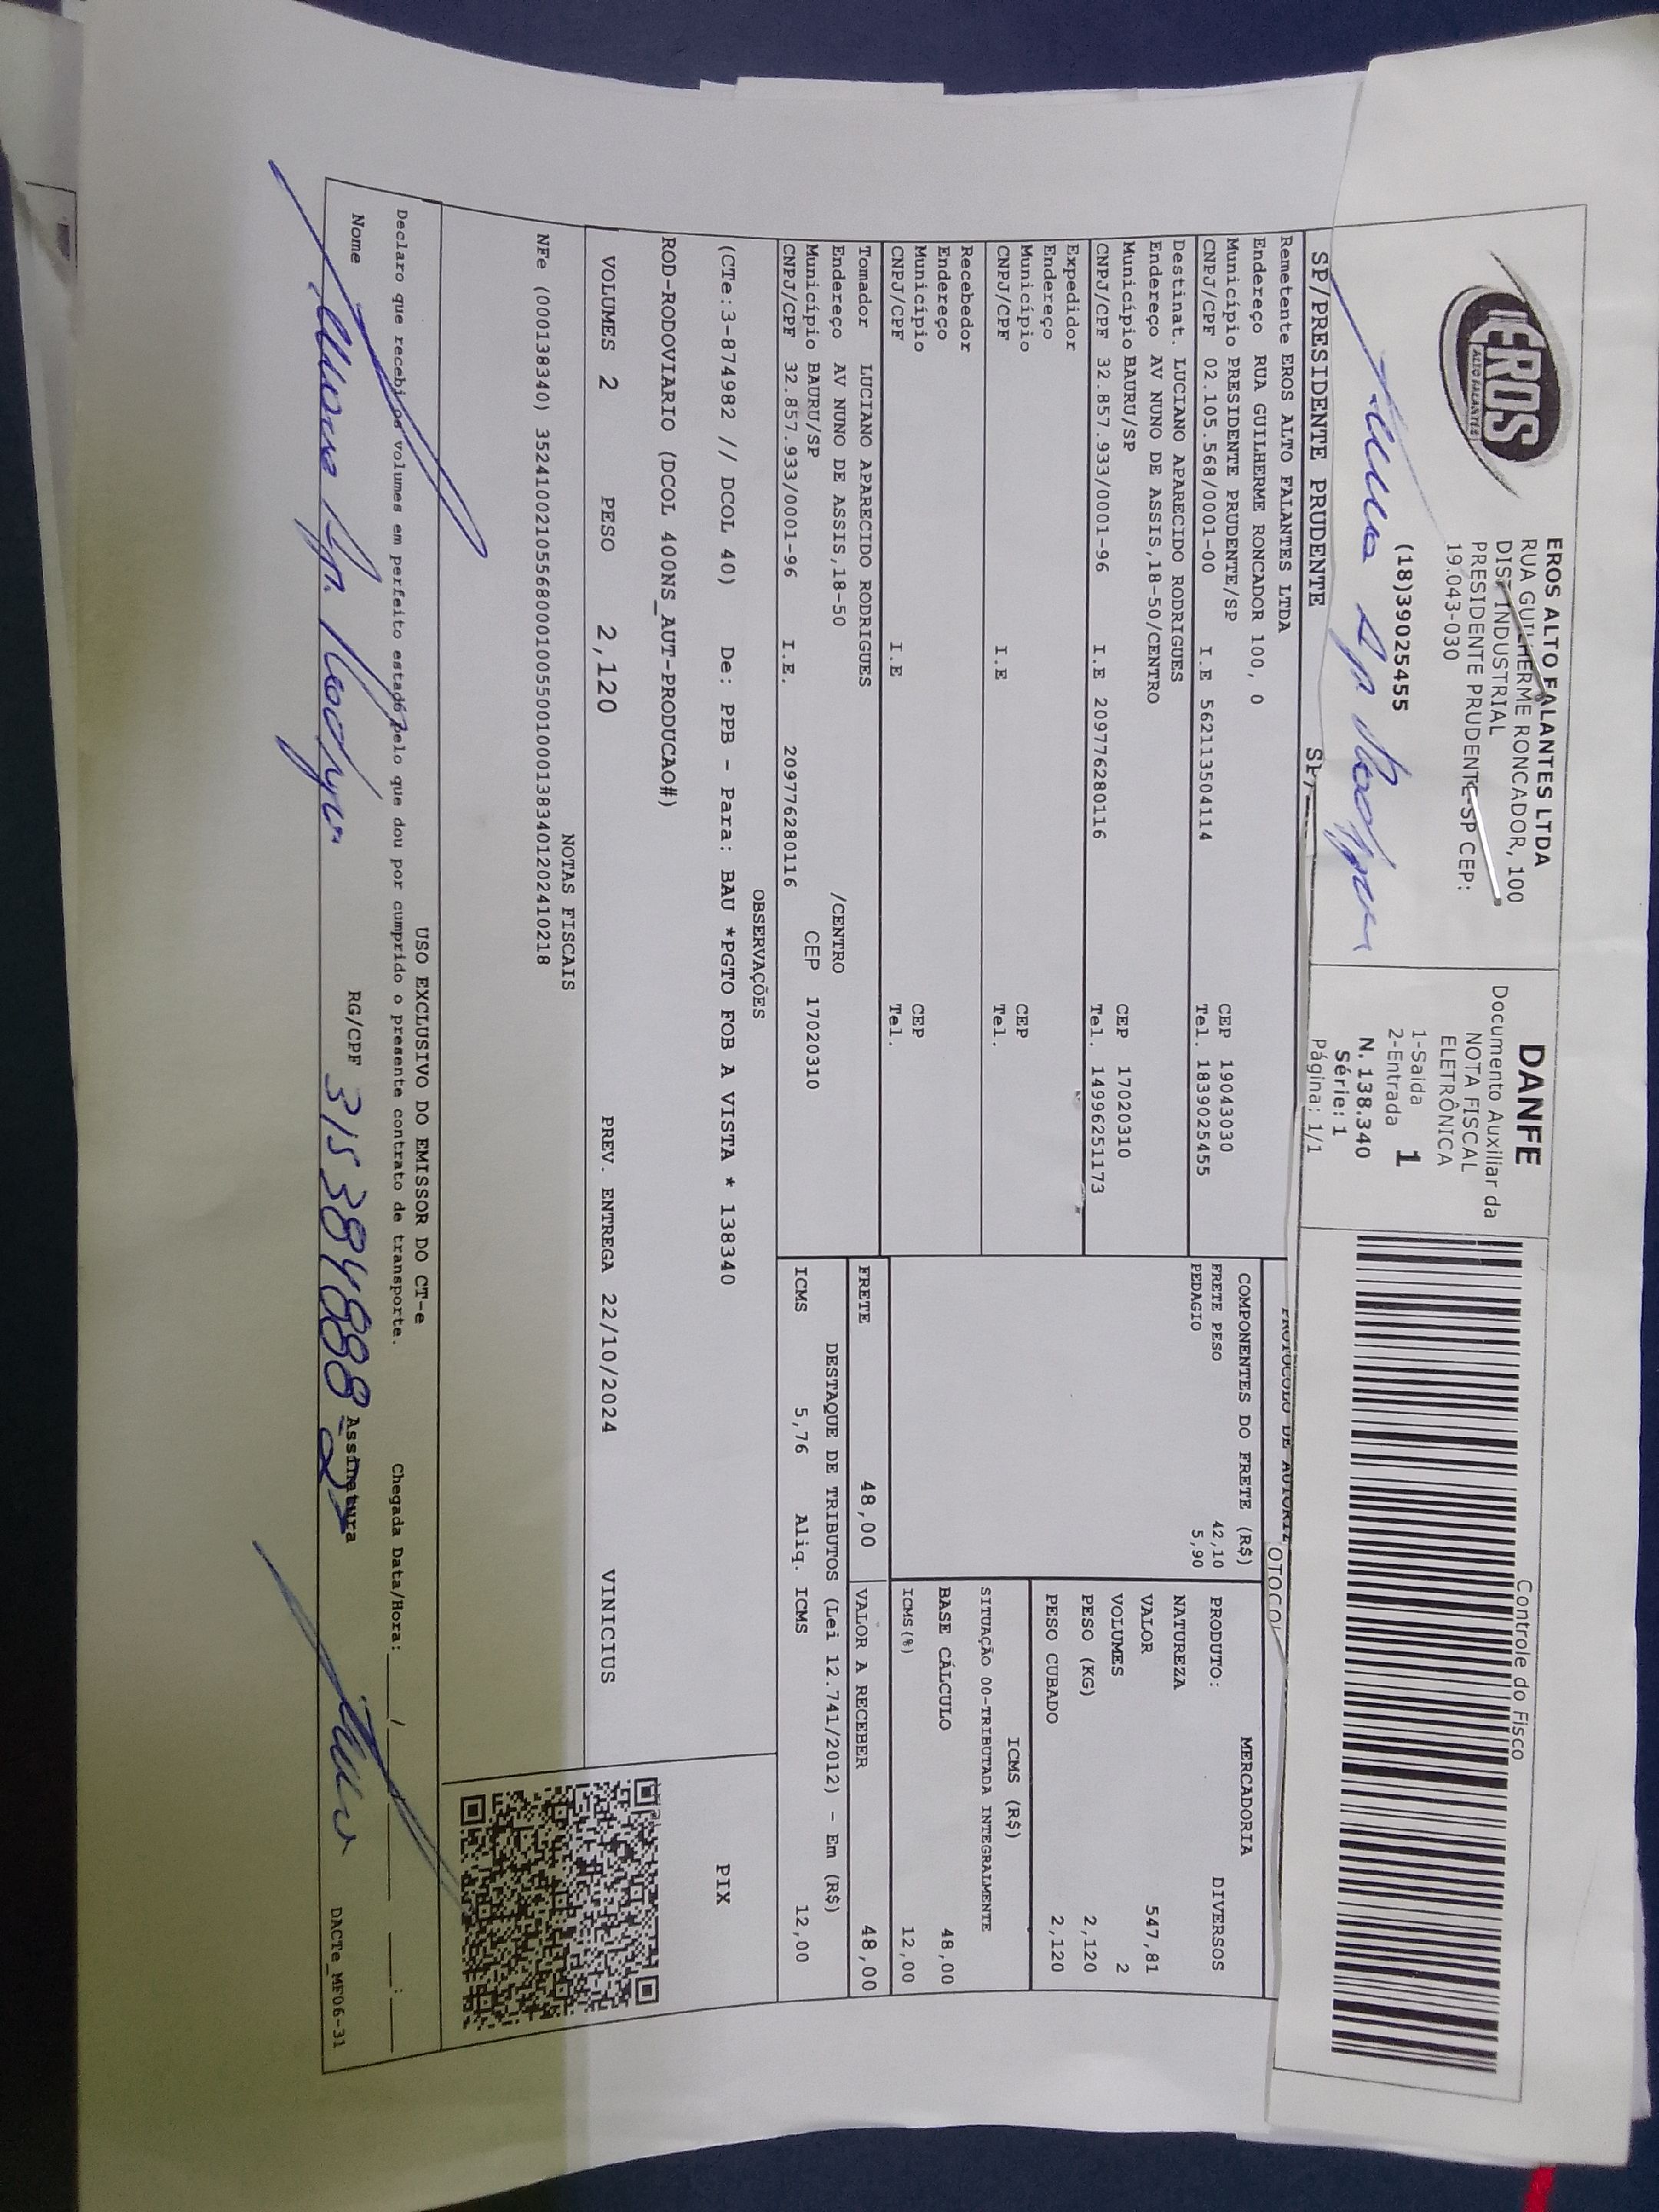 EROS
ALTO FALANTES
EROS ALTO FALANTES LTDA
RUA GUILHERME RONCADOR, 100
DIST INDUSTRIAL
PRESIDENTE PRUDENTE-SP CEP:
19.043-030
(18)39025455
DANFE
Documento Auxiliar da
NOTA FISCAL
ELETRÔNICA
1-Saida
2-Entrada 1
N. 138.340
Série: 1
Página: 1/1
Controle do Fisco
SP/PRESIDENTE PRUDENTE
PROTOCOLO DE AUTORIZ
Remetente EROS ALTO FALANTES LTDA
Endereço RUA GUILHERME RONCADOR 100, 0
Município PRESIDENTE PRUDENTE/SP CEP 19043030
CNPJ/CPF 02.105.568/0001-00 I.E 562113504114 Tel. 1839025455
Destinat. LUCIANO APARECIDO RODRIGUES
Endereço AV NUNO DE ASSIS,18-50/CENTRO
Município BAURU/SP CEP 17020310
CNPJ/CPF 32.857.933/0001-96 I.E 209776280116 Tel. 14996251173
Expedidor
Endereço
Município CEP
CNPJ/CPF I.E Tel.
Recebedor
Endereço
Município CEP
CNPJ/CPF I.E Tel.
Tomador LUCIANO APARECIDO RODRIGUES
Endereço AV NUNO DE ASSIS,18-50 /CENTRO
Município BAURU/SP CEP 17020310
CNPJ/CPF 32.857.933/0001-96 I.E. 209776280116
COMPONENTES DO FRETE (R$)
FRETE PESO 42,10
PEDAGIO 5,90
MERCADORIA
PRODUTO: DIVERSOS
NATUREZA
VALOR 547,81
VOLUMES 2
PESO (KG) 2,120
PESO CUBADO 2,120
ICMS (R$)
SITUAÇÃO 00-TRIBUTADA INTEGRALMENTE
BASE CÁLCULO 48,00
ICMS(%) 12,00
FRETE 48,00 VALOR A RECEBER 48,00
DESTAQUE DE TRIBUTOS (Lei 12.741/2012) - Em (R$)
ICMS 5,76 Aliq. ICMS 12,00
OBSERVAÇÕES
(CTe:3-874982 // DCOL 40) De: PPB - Para: BAU *PGTO FOB A VISTA * 138340
ROD-RODOVIARIO (DCOL 400NS_AUT-PRODUCAO#)
PIX
VOLUMES 2 PESO 2,120 PREV. ENTREGA 22/10/2024 VINICIUS
NOTAS FISCAIS
NFe (000138340) 35241002105568000100550010001383401202410218
USO EXCLUSIVO DO EMISSOR DO CT-e
Declaro que recebi os volumes em perfeito estado pelo que dou por cumprido o presente contrato de transporte. Chegada Data/Hora: ___/___ ___:___
Nome RG/CPF 315384888-07 Assinatura
DACTe_MF06-31